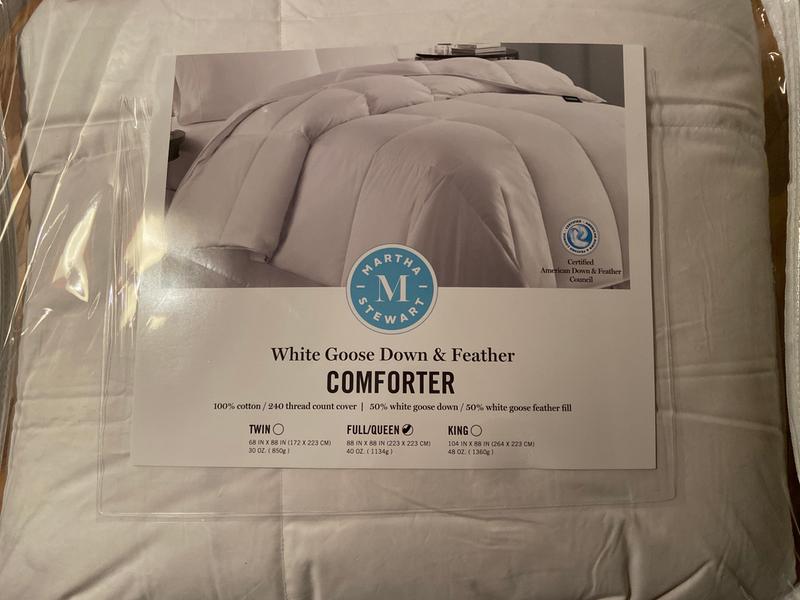 Certified
American Down & Feather
Council
MARTHA
M
STEWART
White Goose Down & Feather
COMFORTER
100% cotton / 240 thread count cover | 50% white goose down / 50% white goose feather fill
TWIN FULL/QUEEN KING
68 IN X 88 IN (172 X 223 CM) 88 IN X 88 IN (223 X 223 CM) 104 IN X 88 IN (264 X 223 CM)
30 OZ. ( 850g ) 40 OZ. ( 1134g ) 48 OZ. ( 1360g )